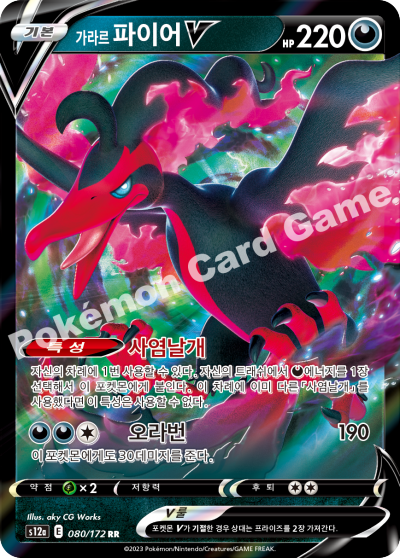 기본 가라르 파이어 V HP 220
Pokémon Card Game.
특성 사염날개
자신의 차례에 1번 사용할 수 있다. 자신의 트래쉬에서 에너지를 1장
선택해서 이 포켓몬에게 붙인다. 이 차례에 이미 다른 「사염날개」를
사용했다면 이 특성은 사용할 수 없다.
오라번 190
이 포켓몬에게도 30데미지를 준다.
약점 ×2 저항력 후퇴
Illus. aky CG Works
V룰
s12a E 080/172 RR
포켓몬 V가 기절한 경우 상대는 프라이즈를 2장 가져간다.
©2023 Pokémon/Nintendo/Creatures/GAME FREAK.